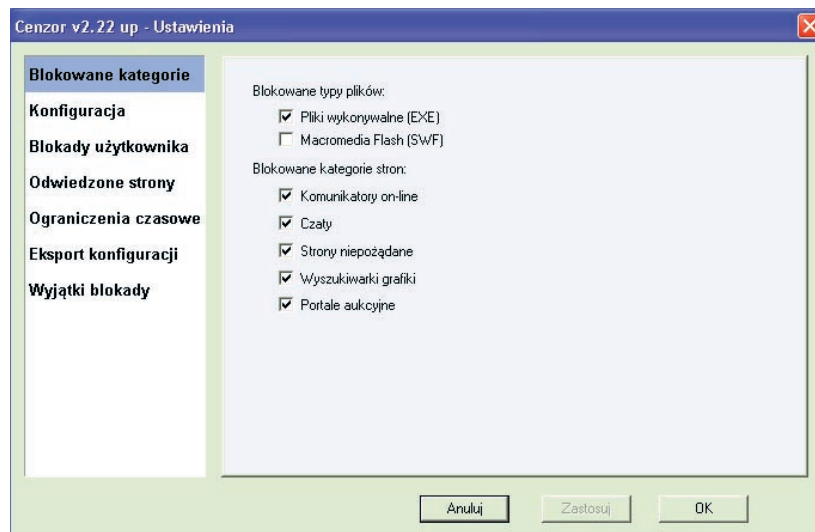 Cenzor v2.22 up - Ustawienia
Blokowane kategorie
Konfiguracja
Blokady użytkownika
Odwiedzone strony
Ograniczenia czasowe
Eksport konfiguracji
Wyjątki blokady
Blokowane typy plików:
Pliki wykonywalne (EXE)
Macromedia Flash (SWF)
Blokowane kategorie stron:
Komunikatory on-line
Czaty
Strony niepożądane
Wyszukiwarki grafiki
Portale aukcyjne
Anuluj
Zastosuj
OK